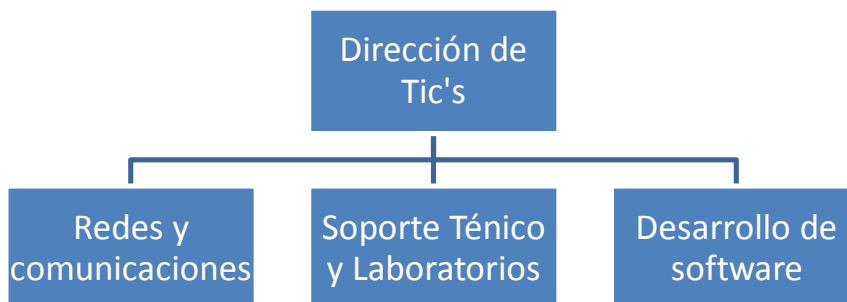 Dirección de
Tic's
Redes y
comunicaciones
Soporte Ténico
y Laboratorios
Desarrollo de
software